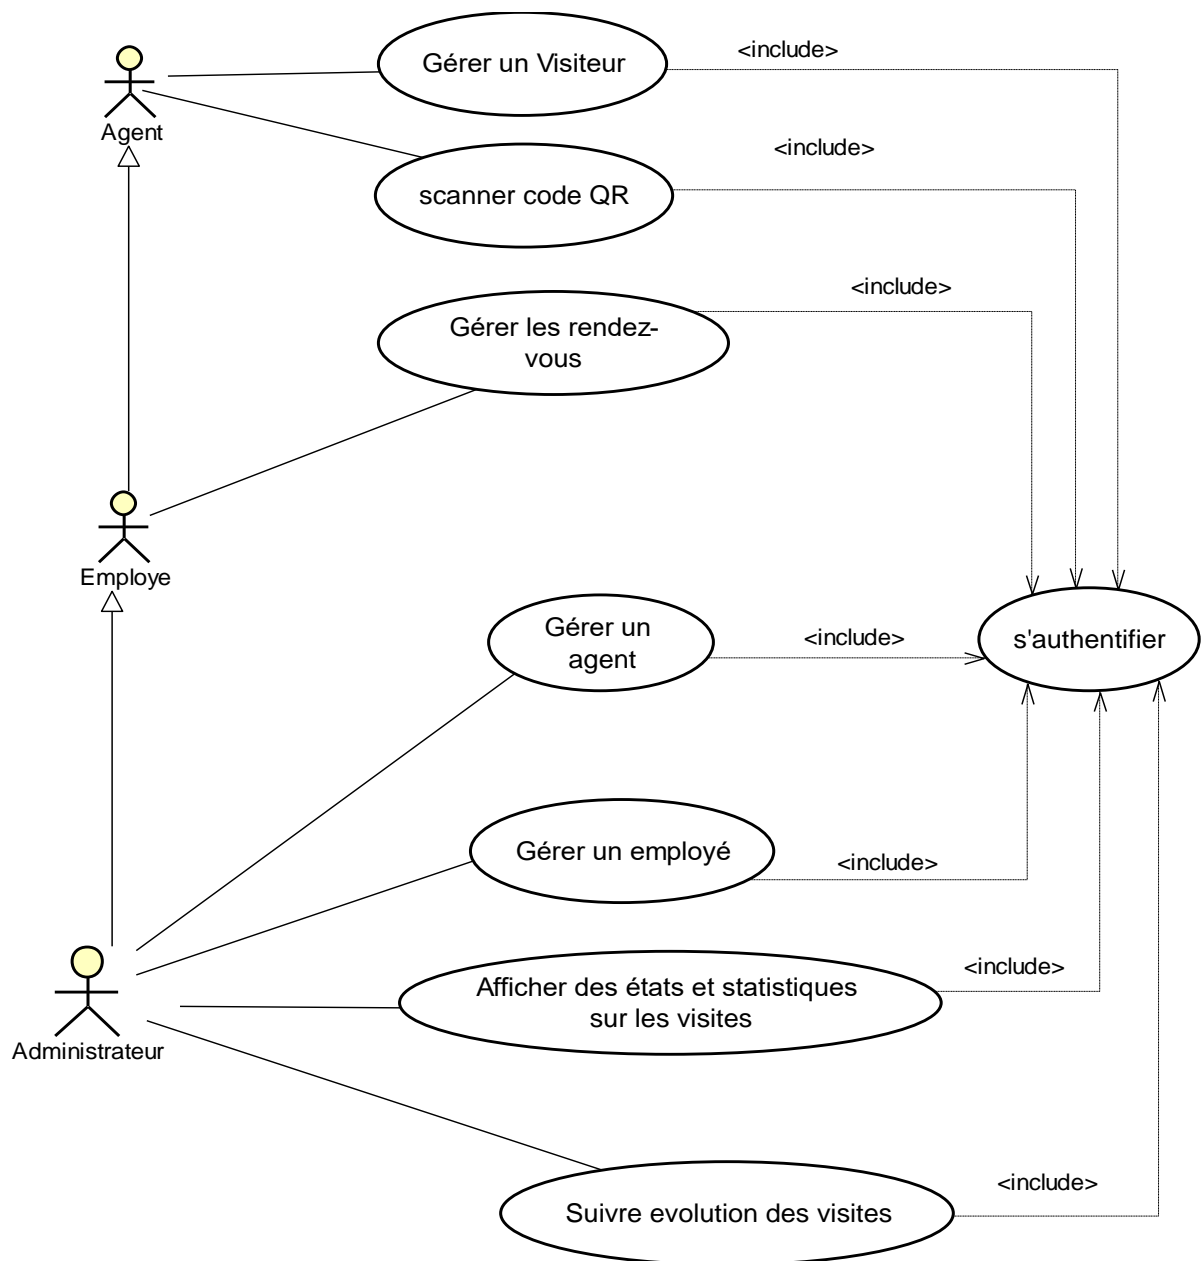 Gérer un Visiteur
<include>
Agent
<include>
scanner code QR
<include>
Gérer les rendez-
vous
Employe
Gérer un
agent
<include>
s'authentifier
Gérer un employé
<include>
Afficher des états et statistiques
sur les visites
<include>
Administrateur
Suivre evolution des visites
<include>